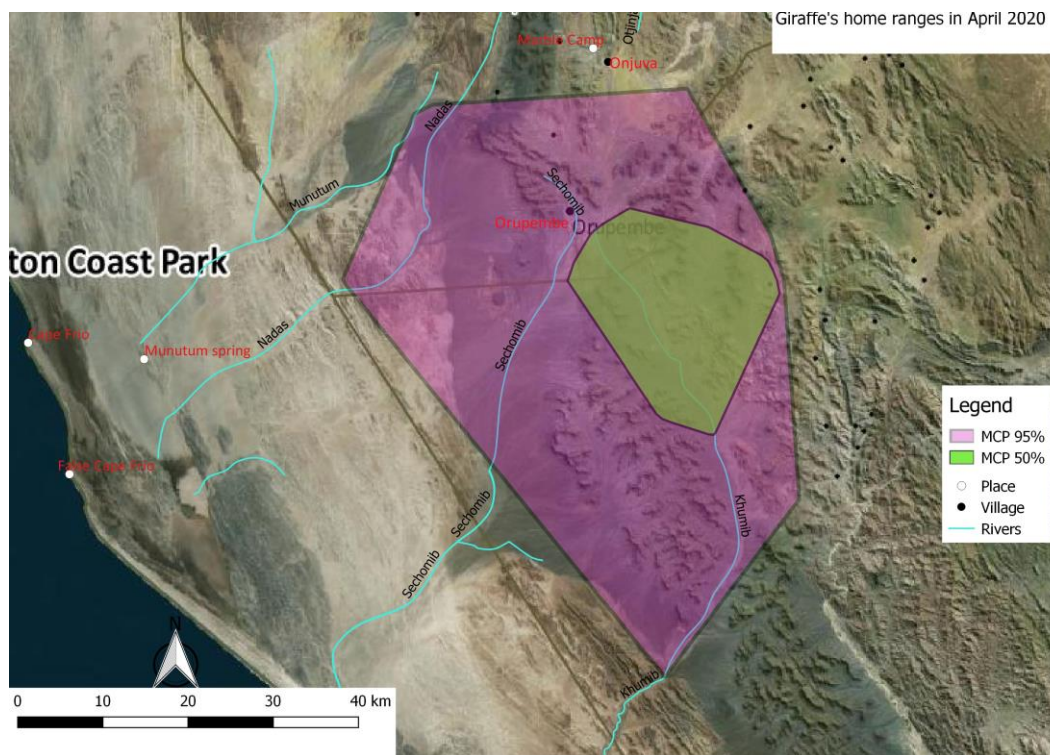 Giraffe's home ranges in April 2020
Marble Camp
Onjuva
Nadas
Munutum
Sechomib
Orupembe
Orupembe
ton Coast Park
Cape Frio
Nadas
Munutum spring
Sechomib
False Cape Frio
Sechomib
Khumib
Sechomib
Khumib
Legend
MCP 95%
MCP 50%
Place
Village
Rivers
0 10 20 30 40 km